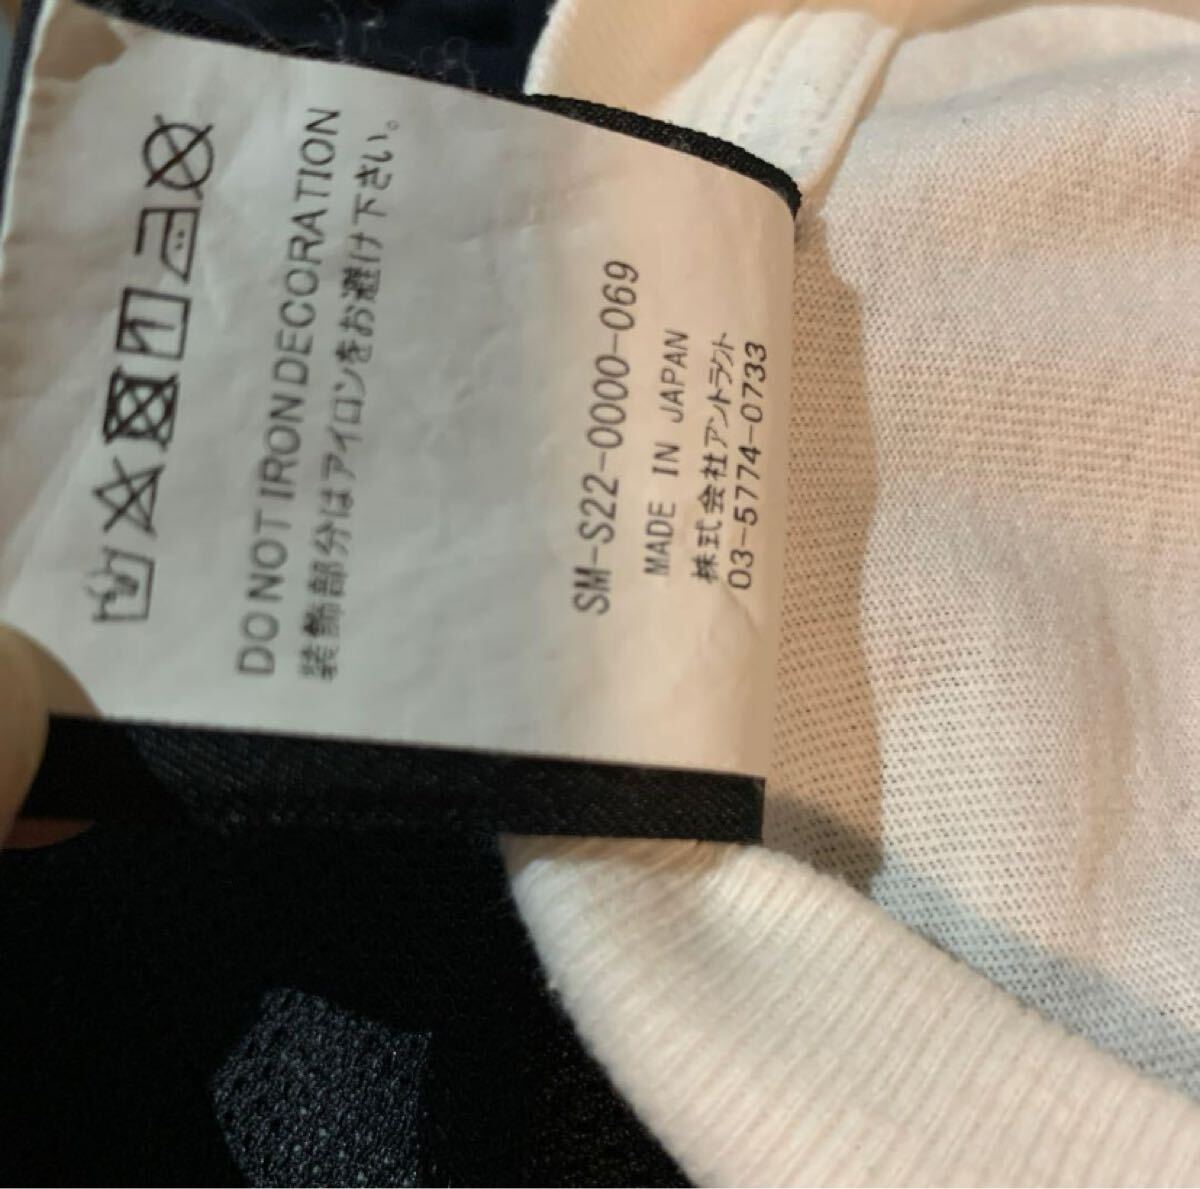 DO NOT IRON DECORATION
装飾部分はアイロンをお避け下さい。
SM-S22-0000-069
MADE IN JAPAN
株式会社アントラクト
03-5774-0733